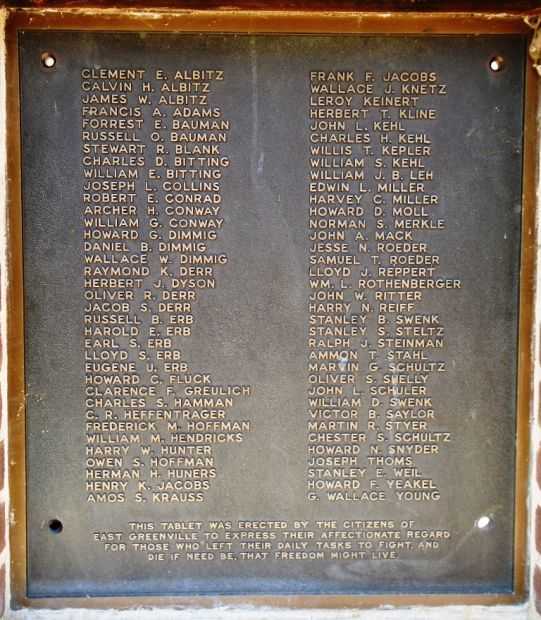 CLEMENT E. ALBITZ
CALVIN H. ALBITZ
JAMES W. ALBITZ
FRANCIS A. ADAMS
FORREST E. BAUMAN
RUSSELL O. BAUMAN
STEWART R. BLANK
CHARLES D. BITTING
WILLIAM E. BITTING
JOSEPH L. COLLINS
ROBERT E. CONRAD
ARCHER H. CONWAY
WILLIAM G. CONWAY
HOWARD G. DIMMIG
DANIEL B. DIMMIG
WALLACE W. DIMMIG
RAYMOND K. DERR
HERBERT J. DYSON
OLIVER R. DERR
JACOB S. DERR
RUSSELL B. ERB
HAROLD E. ERB
EARL S. ERB
LLOYD S. ERB
EUGENE U. ERB
HOWARD C. FLUCK
CLARENCE F. GREULICH
CHARLES S. HAMMAN
C. R. HEFFENTRAGER
FREDERICK M. HOFFMAN
WILLIAM M. HENDRICKS
HARRY W. HUNTER
OWEN S. HOFFMAN
HERMAN H. HUNERS
HENRY K. JACOBS
AMOS S. KRAUSS
FRANK F. JACOBS
WALLACE J. KNETZ
LEROY KEINERT
HERBERT T. KLINE
JOHN L. KEHL
CHARLES H. KEHL
WILLIS T. KEPLER
WILLIAM S. KEHL
WILLIAM J. B. LEH
EDWIN L. MILLER
HARVEY C. MILLER
HOWARD D. MOLL
NORMAN S. MERKLE
JOHN A. MACK
JESSE N. ROEDER
SAMUEL T. ROEDER
LLOYD J. REPPERT
WM. L. ROTHENBERGER
JOHN W. RITTER
HARRY N. REIFF
STANLEY B. SWENK
STANLEY S. STELTZ
RALPH J. STEINMAN
AMMON T. STAHL
MARVIN G. SCHULTZ
OLIVER S. SHELLY
JOHN L. SCHULER
WILLIAM D. SWENK
VICTOR B. SAYLOR
MARTIN R. STYER
CHESTER S. SCHULTZ
HOWARD N. SNYDER
JOSEPH THOMS
STANLEY E. WEIL
HOWARD F. YEAKEL
G. WALLACE YOUNG
THIS TABLET WAS ERECTED BY THE CITIZENS OF
EAST GREENVILLE TO EXPRESS THEIR AFFECTIONATE REGARD
FOR THOSE WHO LEFT THEIR DAILY TASKS TO FIGHT, AND
DIE IF NEED BE, THAT FREEDOM MIGHT LIVE.